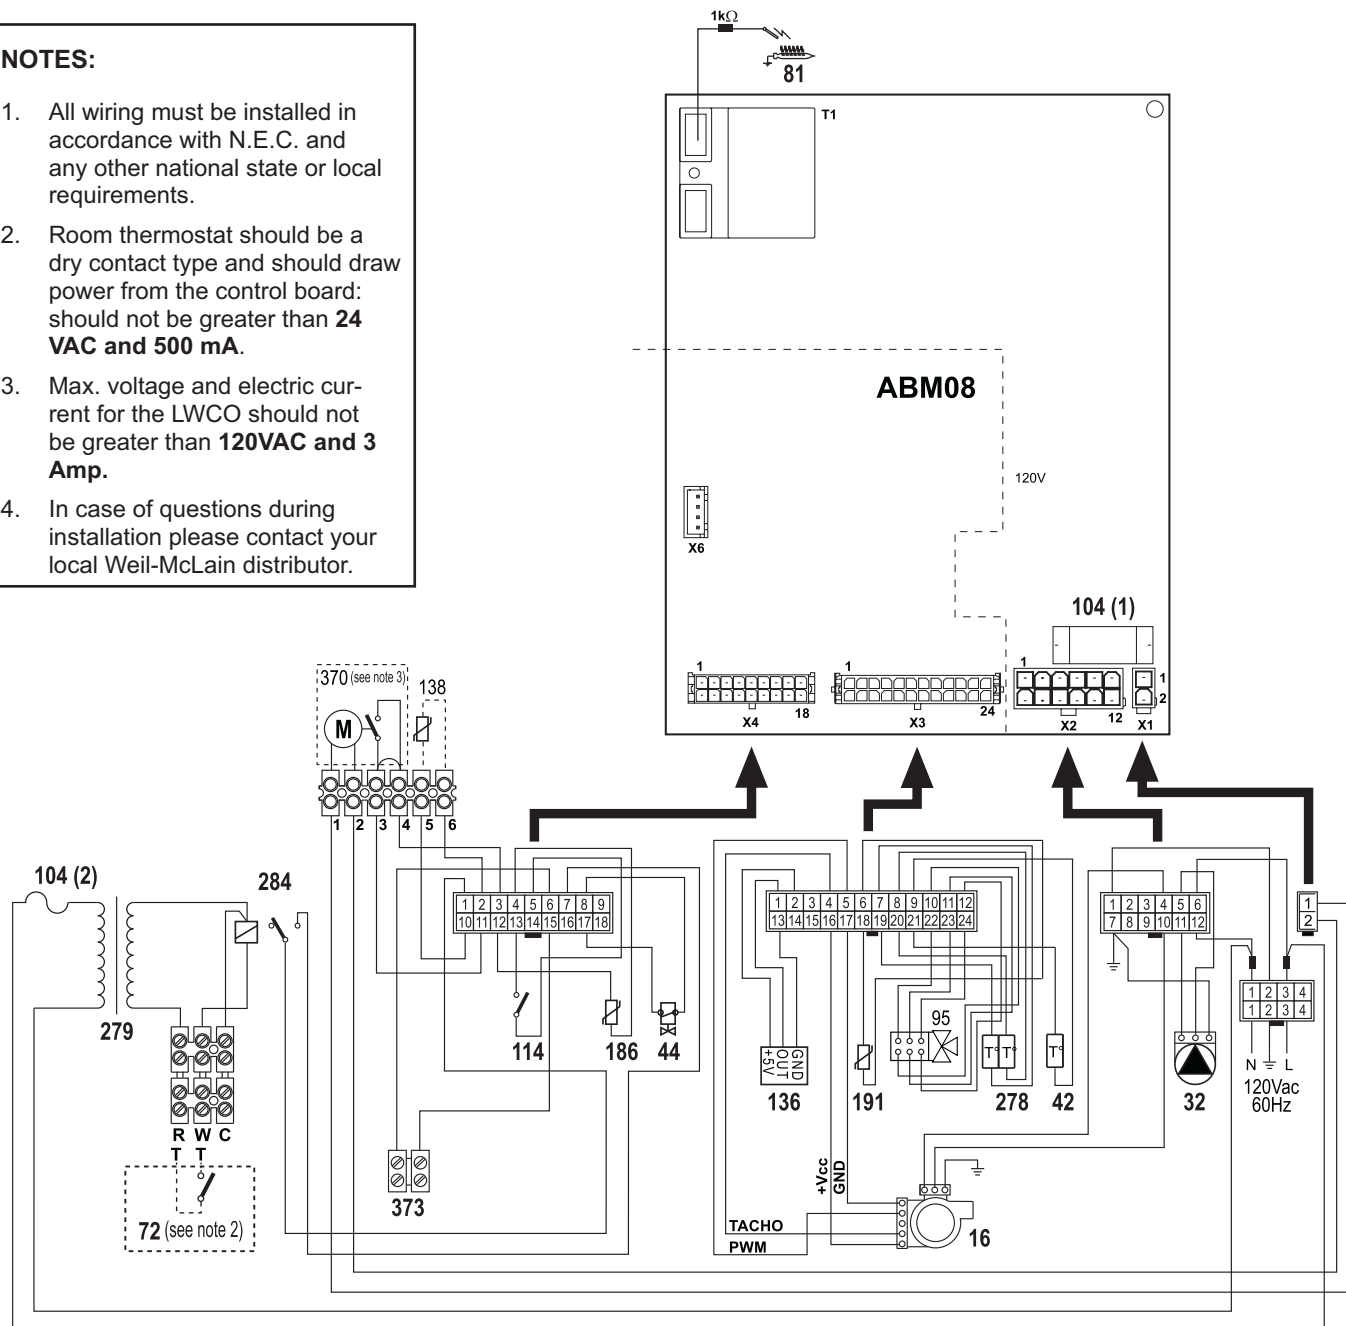 NOTES:
1. All wiring must be installed in
accordance with N.E.C. and
any other national state or local
requirements.
2. Room thermostat should be a
dry contact type and should draw
power from the control board:
should not be greater than 24
VAC and 500 mA.
3. Max. voltage and electric cur-
rent for the LWCO should not
be greater than 120VAC and 3
Amp.
4. In case of questions during
installation please contact your
local Weil-McLain distributor.
1kΩ
81
T1
ABM08
120V
X6
104 (1)
1
18
X4
1
24
X3
1
12
X2
1
2
X1
370 (see note 3)
138
M
1 2 3 4 5 6
104 (2)
284
279
R W C
T T
72 (see note 2)
1 2 3 4 5 6 7 8 9
10 11 12 13 14 15 16 17 18
114
186
44
373
1 2 3 4 5 6 7 8 9 10 11 12
13 14 15 16 17 18 19 20 21 22 23 24
+5V
OUT
GND
136
191
95
T° T°
278
T°
42
+Vcc
GND
TACHO
PWM
16
1 2 3 4 5 6
7 8 9 10 11 12
32
1
2
1 2 3 4
1 2 3 4
N L
120Vac
60Hz